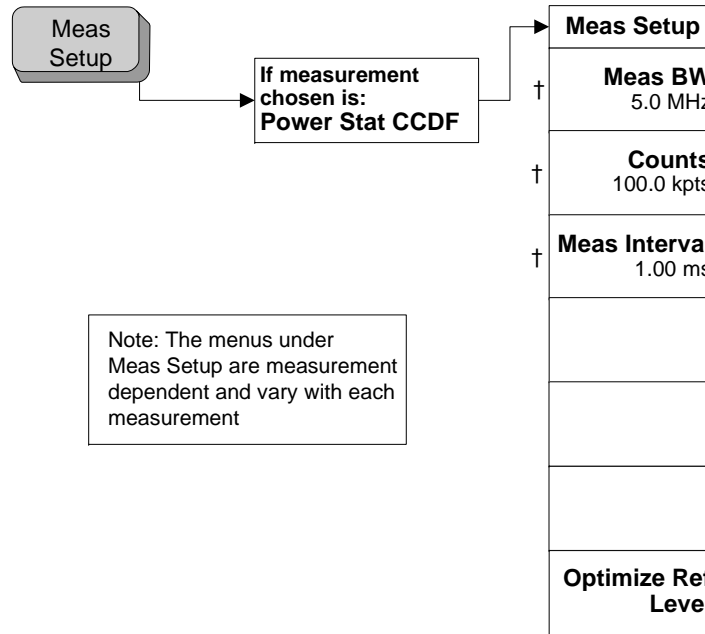 Meas
Setup
If measurement
chosen is:
Power Stat CCDF
Meas Setup
†
Meas BW
5.0 MHz
†
Counts
100.0 kpts
†
Meas Interva
1.00 ms
Note: The menus under
Meas Setup are measurement
dependent and vary with each
measurement
Optimize Ref
Leve